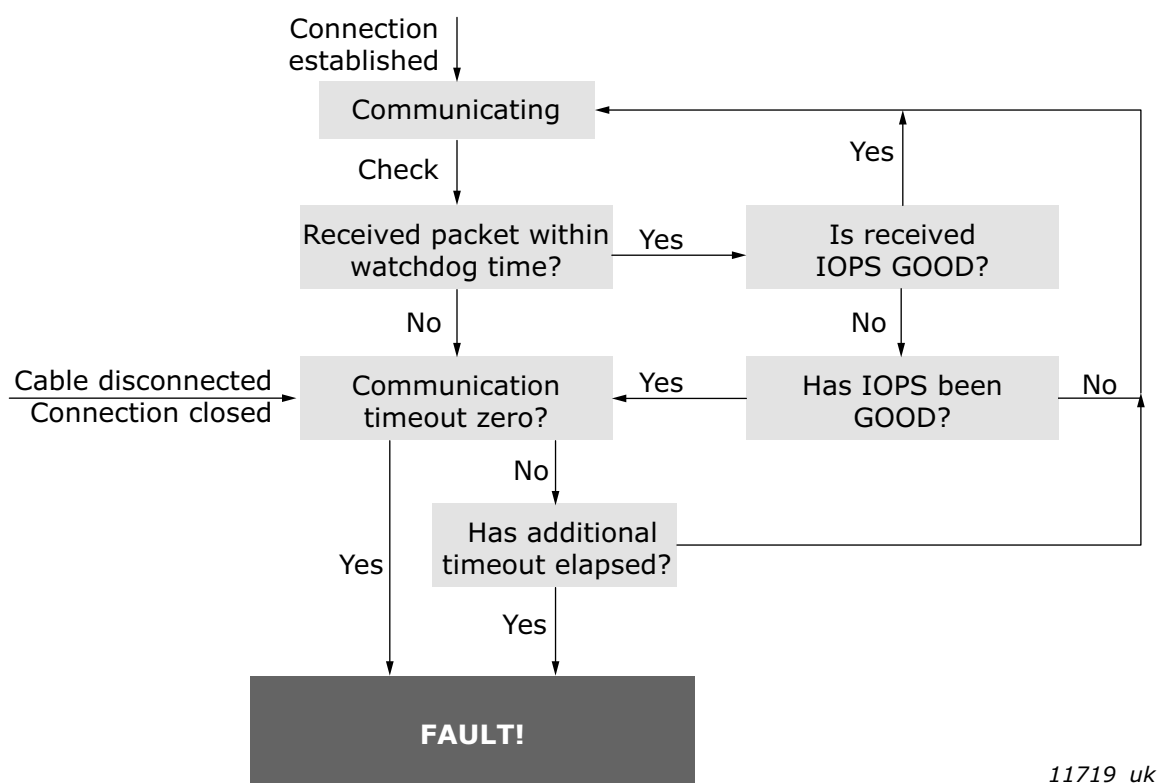 Connection
established
Communicating
Yes
Check
Received packet within
watchdog time?
Yes
Is received
IOPS GOOD?
No
No
Cable disconnected
Connection closed
Communication
timeout zero?
Yes
Has IOPS been
GOOD?
No
No
Has additional
timeout elapsed?
Yes
Yes
FAULT!
11719_uk